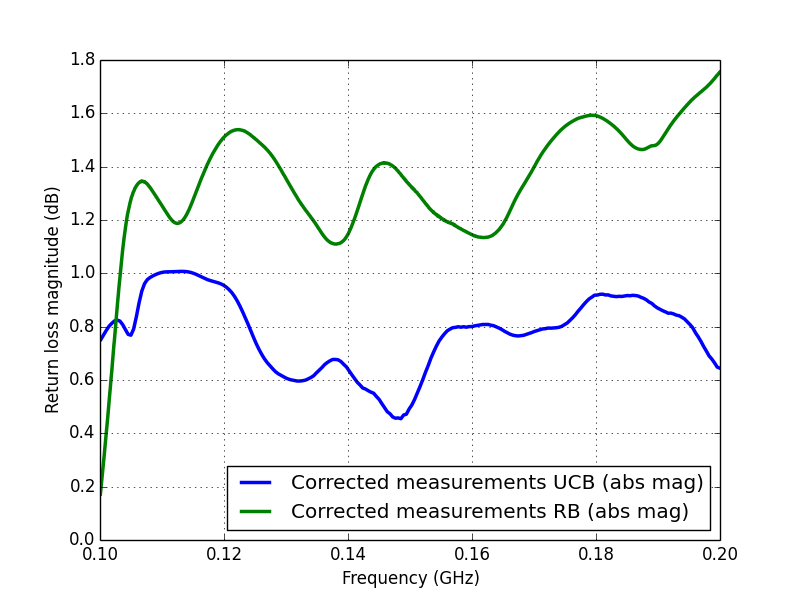 1.8
1.6
1.4
1.2
1.0
0.8
0.6
0.4
0.2
0.0
Return loss magnitude (dB)
Corrected measurements UCB (abs mag)
Corrected measurements RB (abs mag)
0.10 0.12 0.14 0.16 0.18 0.20
Frequency (GHz)